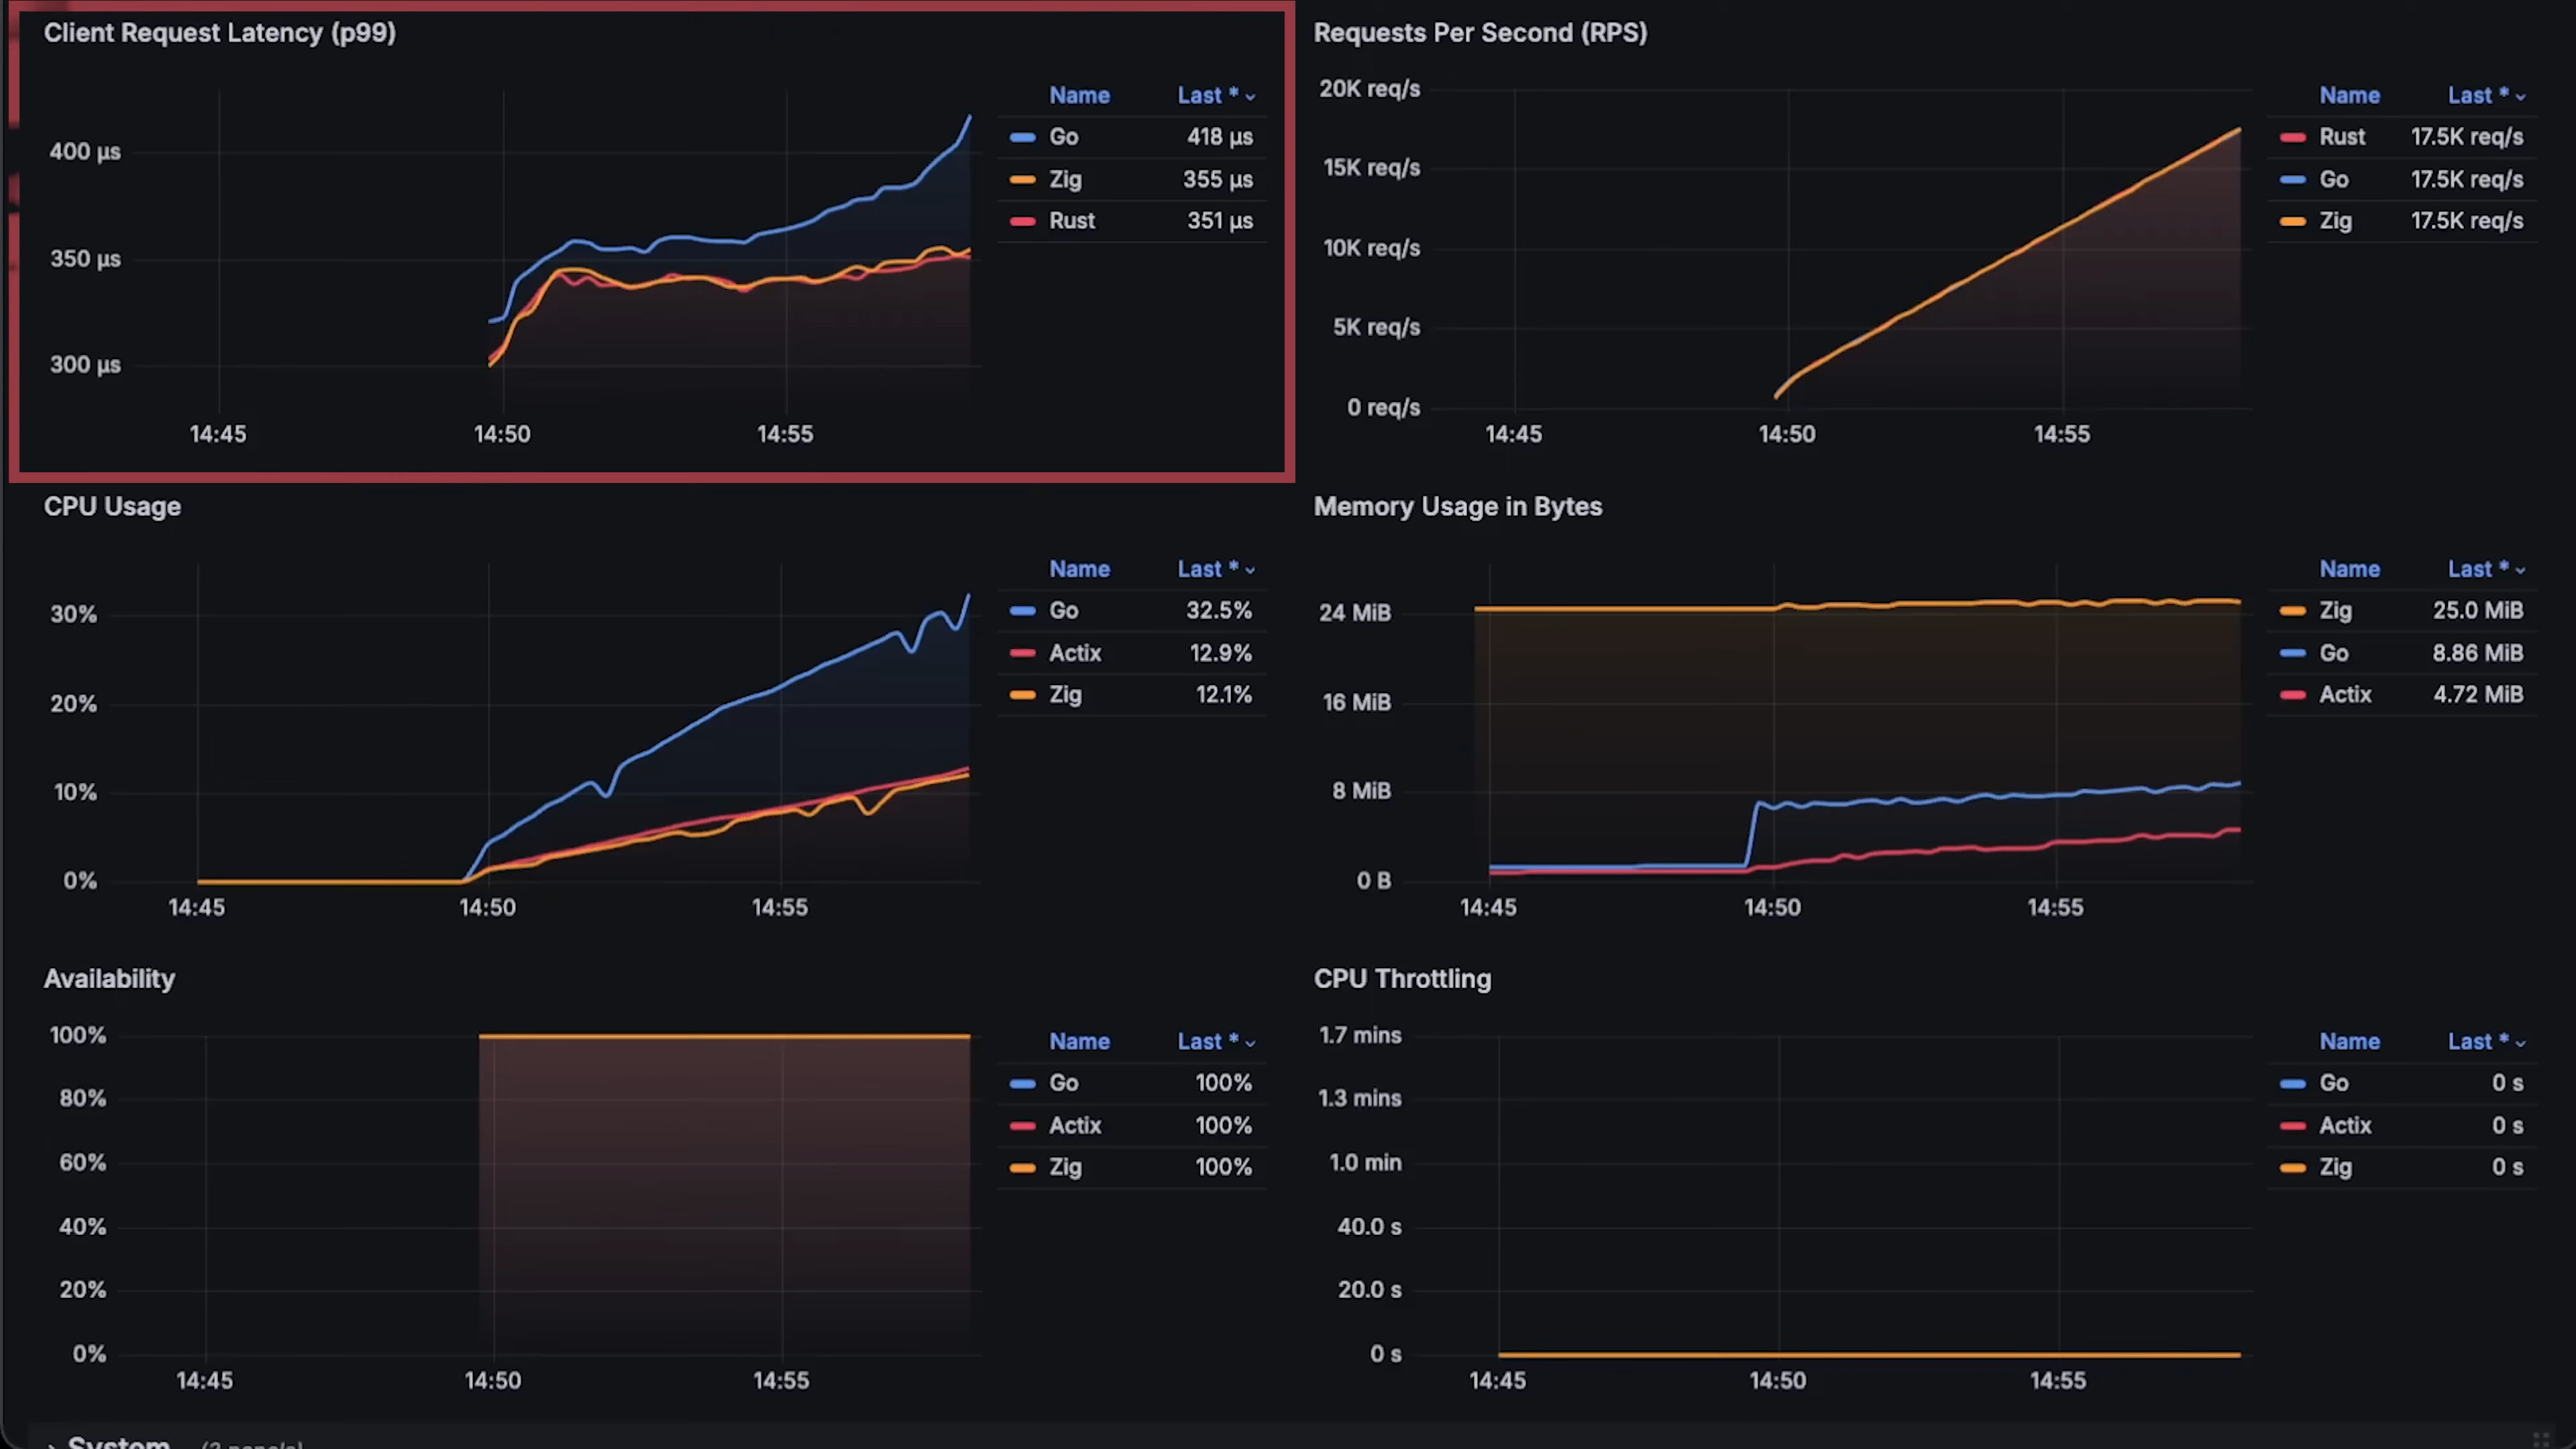 Client Request Latency (p99)
400 µs
350 µs
300 µs
14:45 14:50 14:55
Name Last *
Go 418 µs
Zig 355 µs
Rust 351 µs
Requests Per Second (RPS)
20K req/s
15K req/s
10K req/s
5K req/s
0 req/s
14:45 14:50 14:55
Name Last *
Rust 17.5K req/s
Go 17.5K req/s
Zig 17.5K req/s
CPU Usage
30%
20%
10%
0%
14:45 14:50 14:55
Name Last *
Go 32.5%
Actix 12.9%
Zig 12.1%
Memory Usage in Bytes
24 MiB
16 MiB
8 MiB
0 B
14:45 14:50 14:55
Name Last *
Zig 25.0 MiB
Go 8.86 MiB
Actix 4.72 MiB
Availability
100%
80%
60%
40%
20%
0%
14:45 14:50 14:55
Name Last *
Go 100%
Actix 100%
Zig 100%
CPU Throttling
1.7 mins
1.3 mins
1.0 min
40.0 s
20.0 s
0 s
14:45 14:50 14:55
Name Last *
Go 0 s
Actix 0 s
Zig 0 s
System